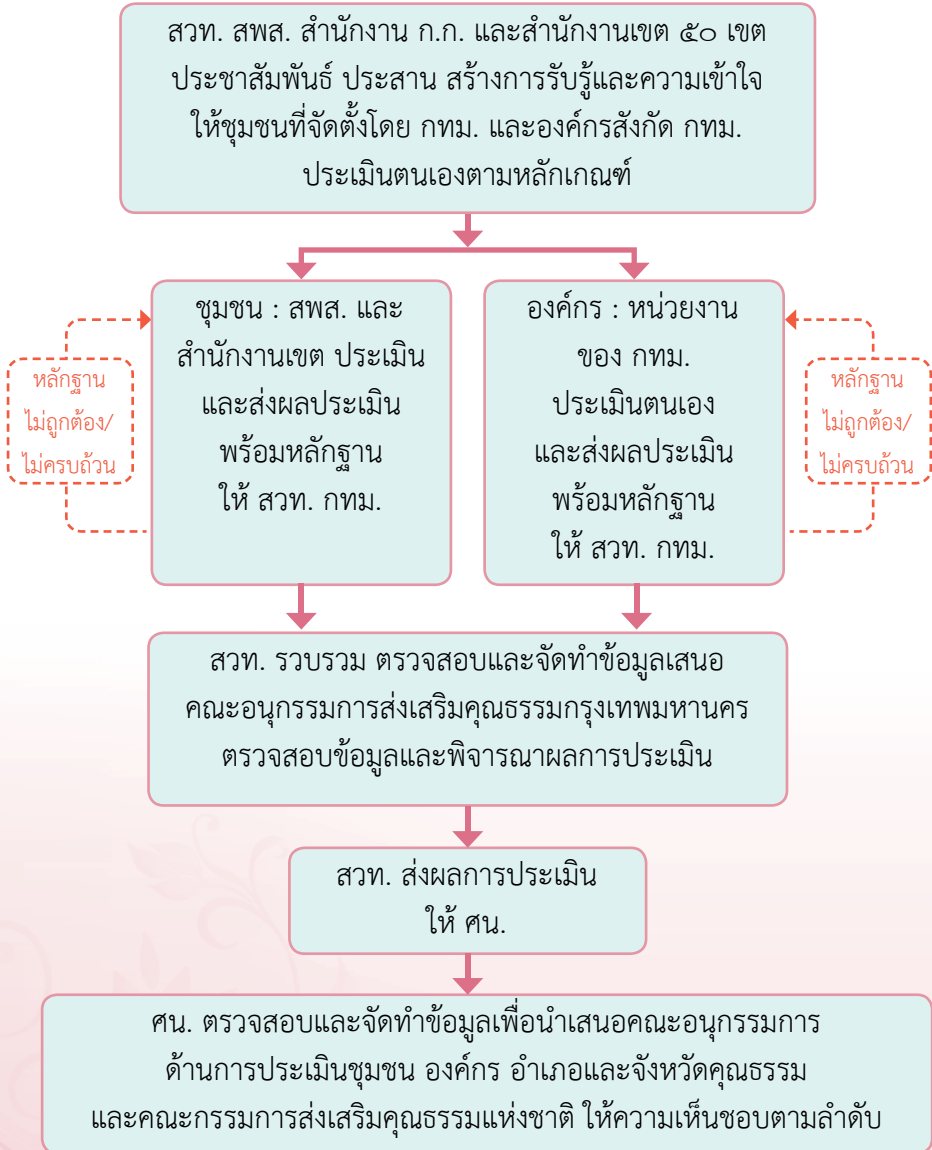 สวท. สพส. สำนักงาน ก.ก. และสำนักงานเขต ๕๐ เขต
ประชาสัมพันธ์ ประสาน สร้างการรับรู้และความเข้าใจ
ให้ชุมชนที่จัดตั้งโดย กทม. และองค์กรสังกัด กทม.
ประเมินตนเองตามหลักเกณฑ์
ชุมชน : สพส. และ
สำนักงานเขต ประเมิน
และส่งผลประเมิน
พร้อมหลักฐาน
ให้ สวท. กทม.
องค์กร : หน่วยงาน
ของ กทม.
ประเมินตนเอง
และส่งผลประเมิน
พร้อมหลักฐาน
ให้ สวท. กทม.
หลักฐาน
ไม่ถูกต้อง/
ไม่ครบถ้วน
หลักฐาน
ไม่ถูกต้อง/
ไม่ครบถ้วน
สวท. รวบรวม ตรวจสอบและจัดทำข้อมูลเสนอ
คณะอนุกรรมการส่งเสริมคุณธรรมกรุงเทพมหานคร
ตรวจสอบข้อมูลและพิจารณาผลการประเมิน
สวท. ส่งผลการประเมิน
ให้ ศน.
ศน. ตรวจสอบและจัดทำข้อมูลเพื่อนำเสนอคณะอนุกรรมการ
ด้านการประเมินชุมชน องค์กร อำเภอและจังหวัดคุณธรรม
และคณะกรรมการส่งเสริมคุณธรรมแห่งชาติ ให้ความเห็นชอบตามลำดับ